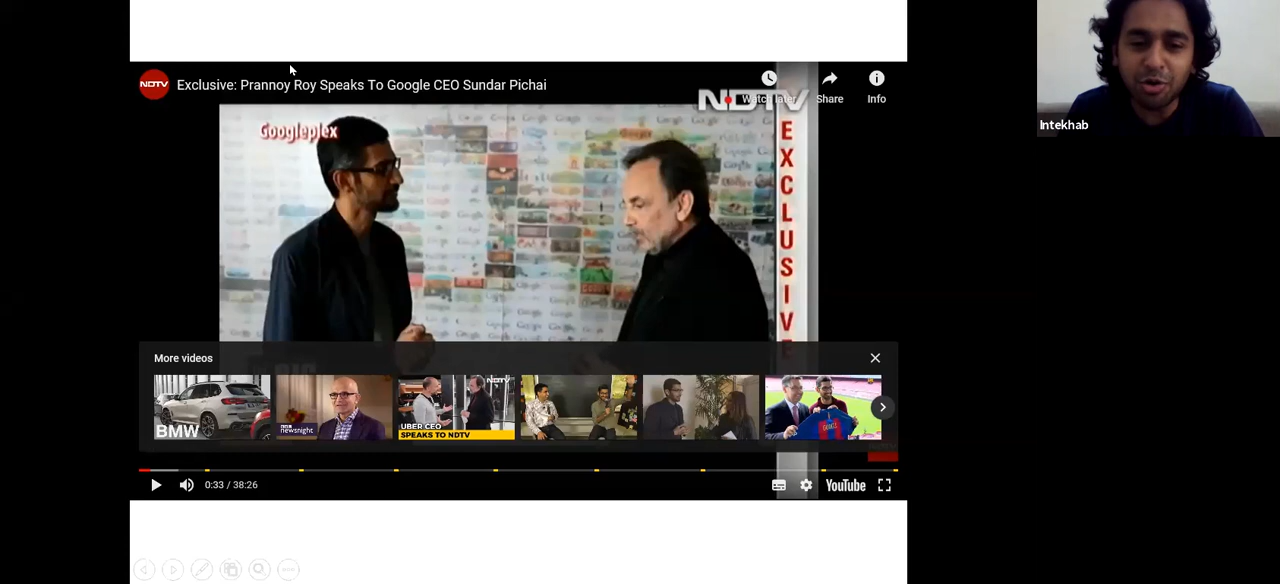 NDTV
Exclusive: Prannoy Roy Speaks To Google CEO Sundar Pichai
Watch later
Share
Info
NDTV
Googleplex
EXCLUSIVE
Intekhab
More videos
BMW
newsnight
NDTV
UBER CEO
SPEAKS TO NDTV
0:33 / 38:26
YouTube